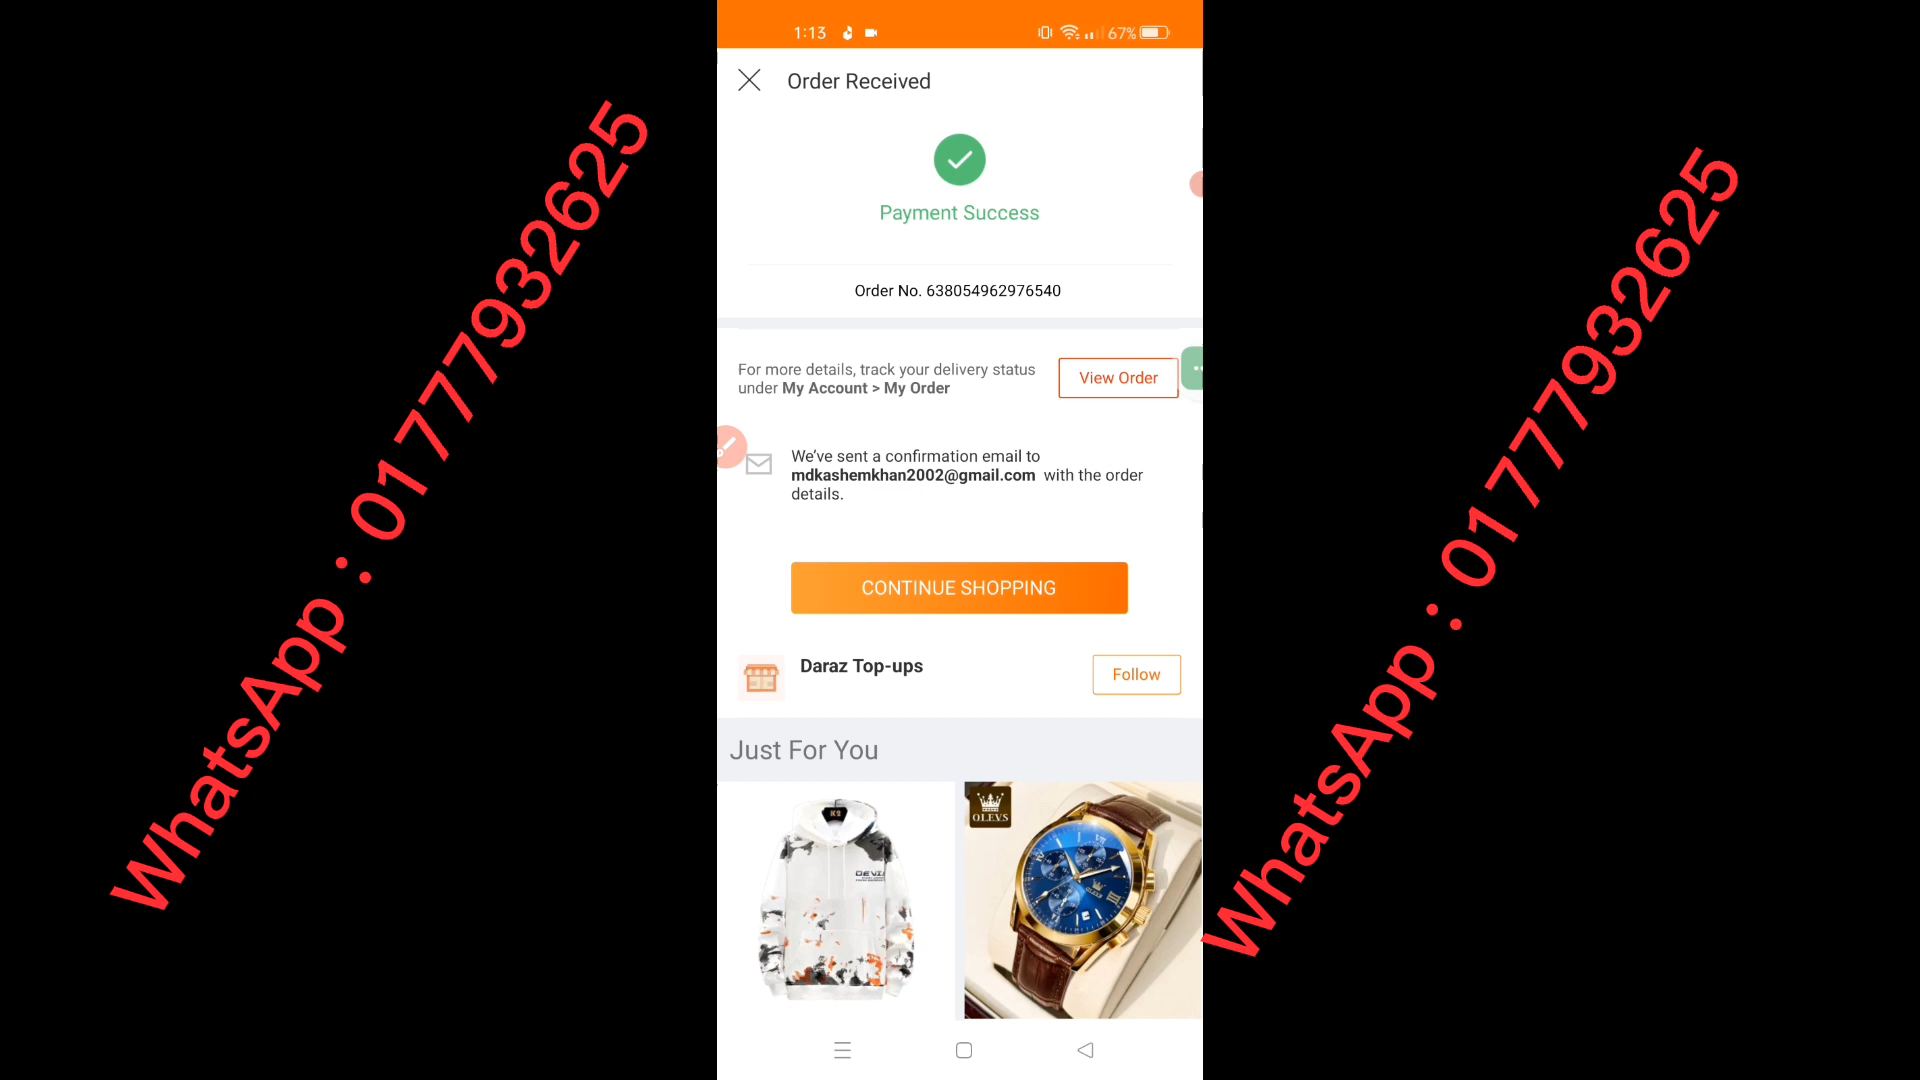 WhatsApp : 01777932625
1:13
67%
Order Received
Payment Success
Order No. 638054962976540
For more details, track your delivery status
under My Account > My Order
View Order
We've sent a confirmation email to
mdkashemkhan2002@gmail.com with the order
details.
CONTINUE SHOPPING
Daraz Top-ups
Follow
Just For You
OLEVS
WhatsApp : 01777932625